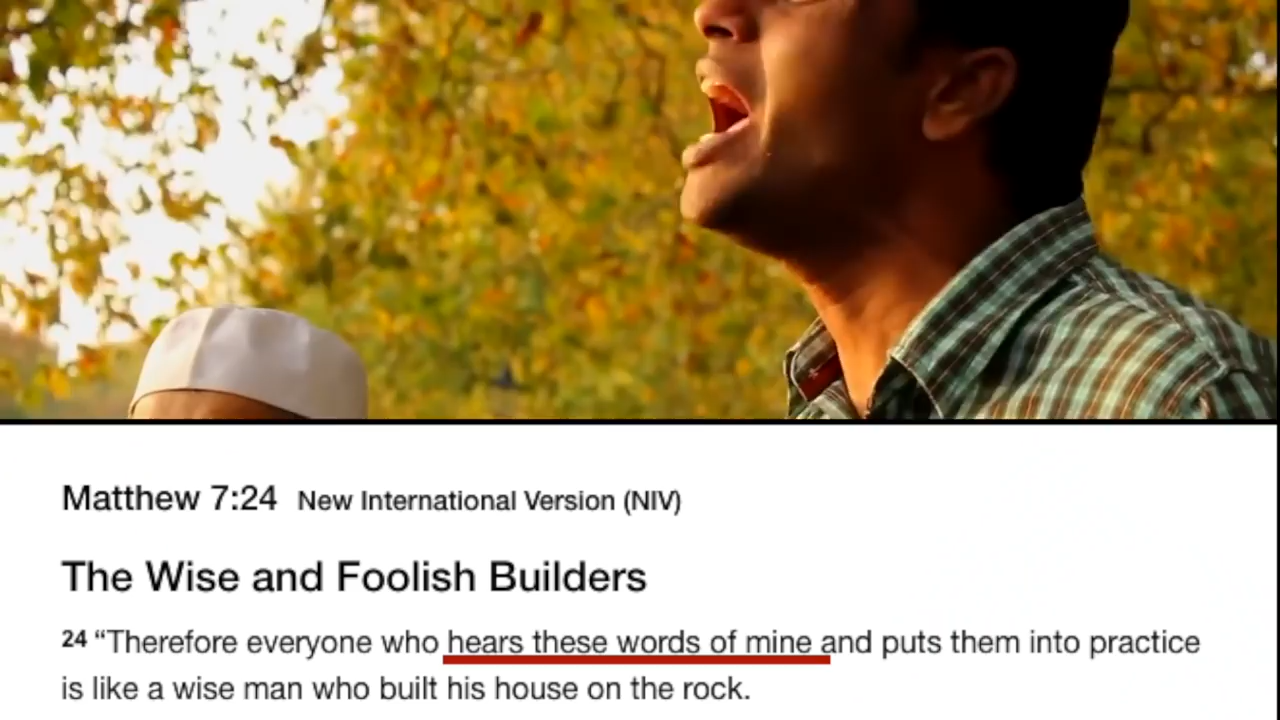 Matthew 7:24 New International Version (NIV)
The Wise and Foolish Builders
24 “Therefore everyone who hears these words of mine and puts them into practice
is like a wise man who built his house on the rock.